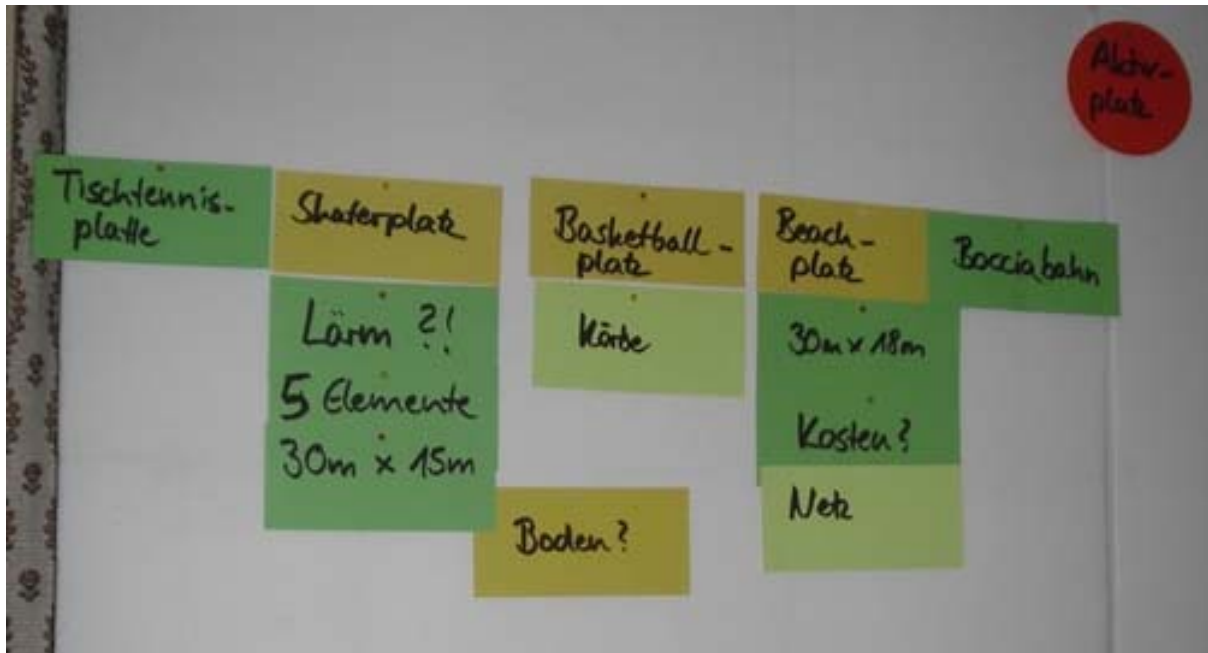 Aktiv-
platz
Tischtennis-
platte
Skaterplatz
Basketball-
platz
Beach-
platz
Bocciabahn
Lärm ?!
5 Elemente
30m x 15m
Körbe
30m x 18m
Kosten?
Netz
Boden?